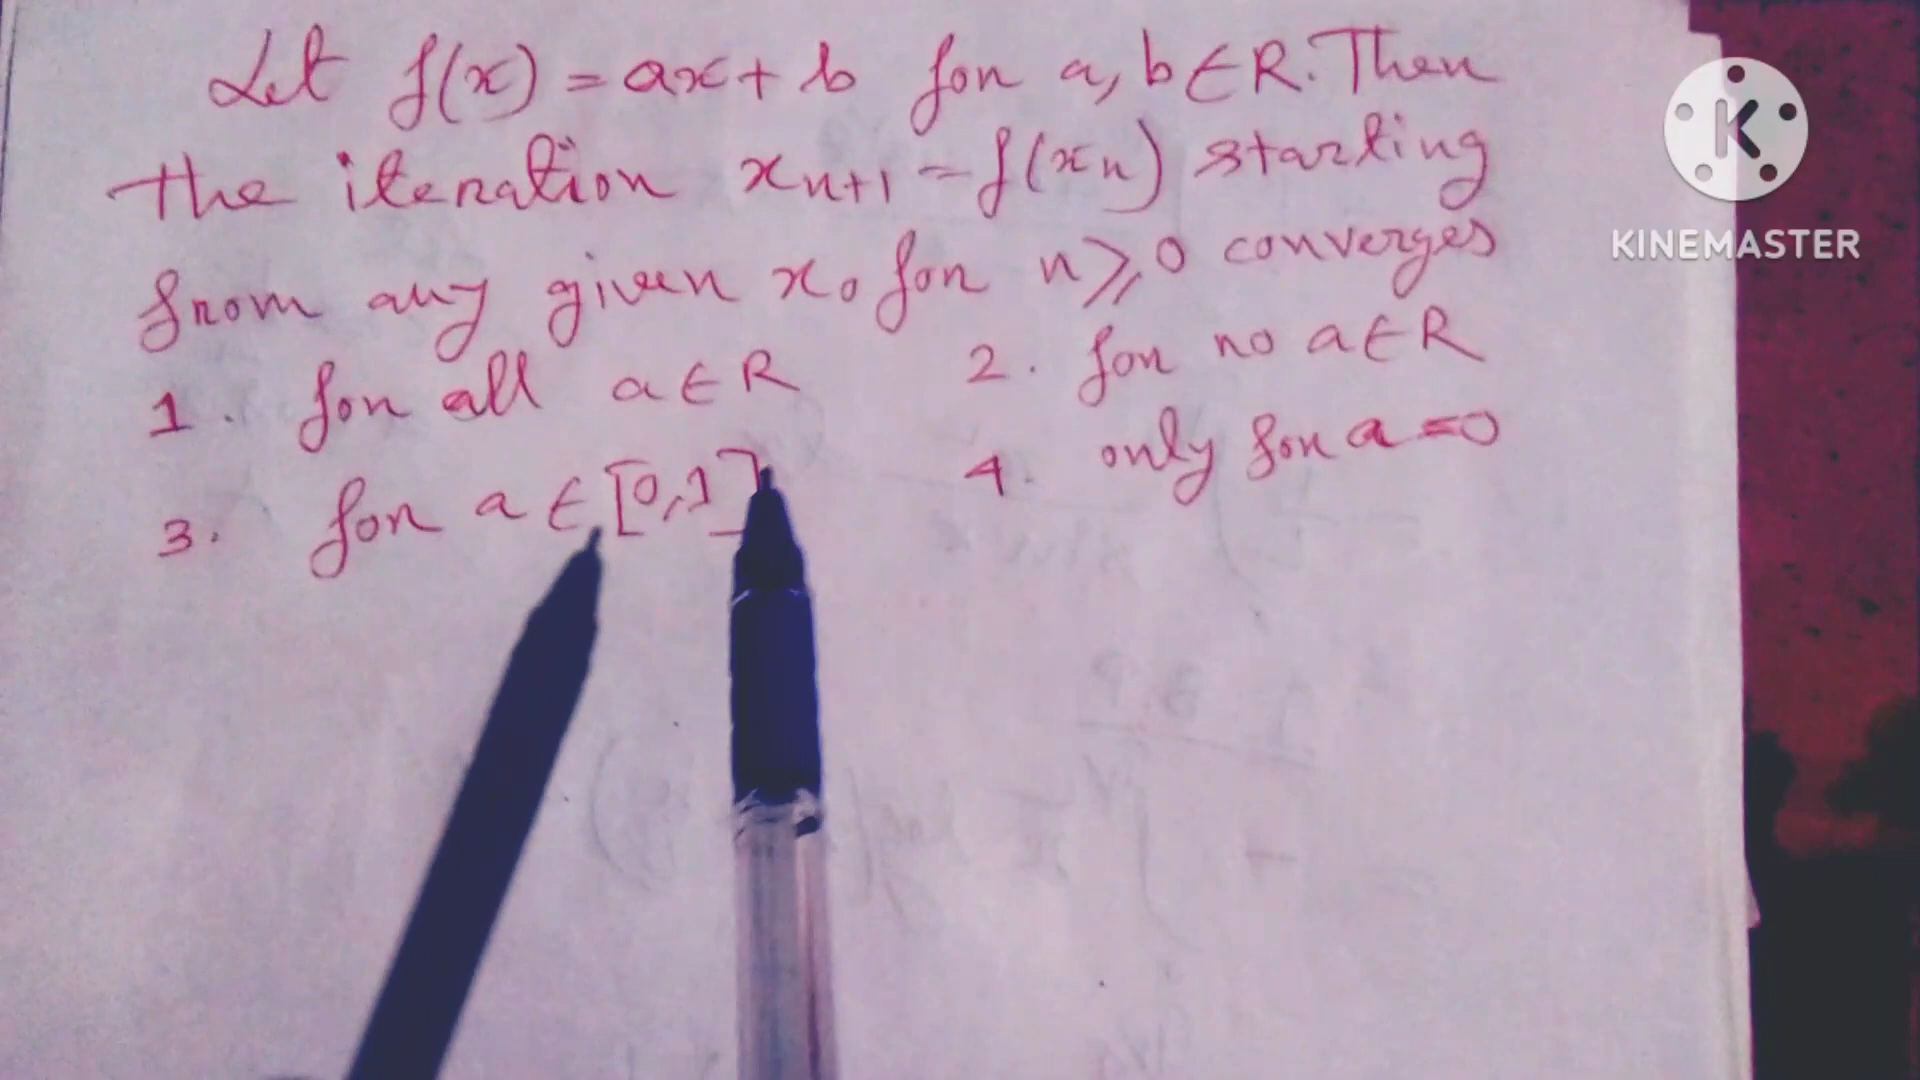 Let f(x) = ax + b for a, b ∈ R. Then
the iteration xn+1 = f(xn) starting
from any given x0 for n ≥ 0 converges
1. for all a ∈ R 2. for no a ∈ R
3. for a ∈ [0,1] 4. only for a = 0
K
KINEMASTER